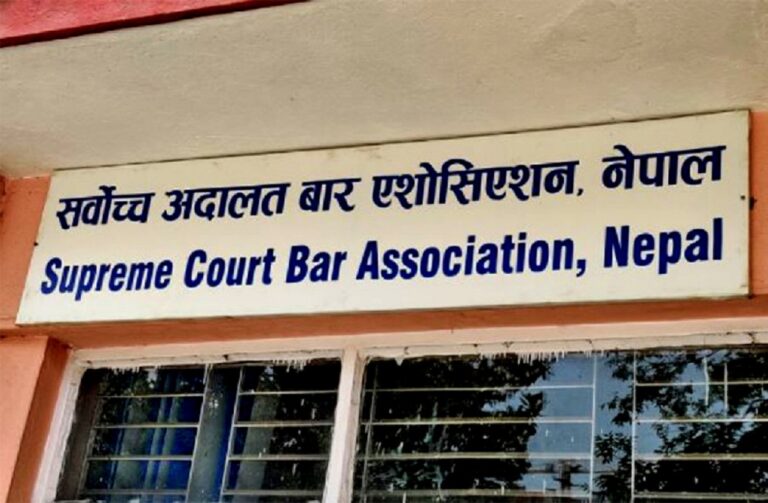 सर्वोच्च अदालत बार एशोसिएशन, नेपाल
Supreme Court Bar Association, Nepal